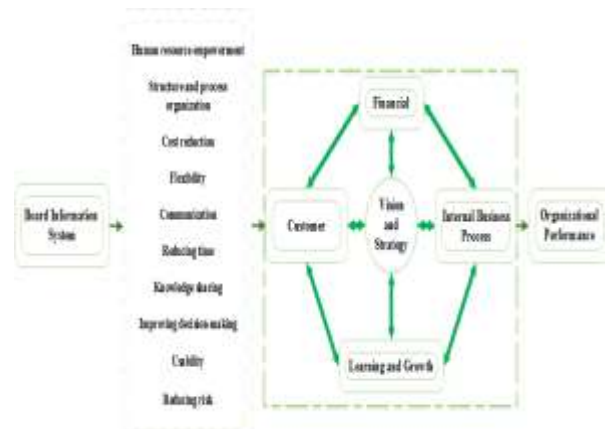 Human resource empowerment
Structure and process
organization
Cost reduction
Flexibility
Communication
Reducing time
Knowledge sharing
Improving decision-making
Usability
Reducing risk
Board Information
System
Financial
Customer
Vision
and
Strategy
Internal Business
Process
Learning and Growth
Organizational
Performance